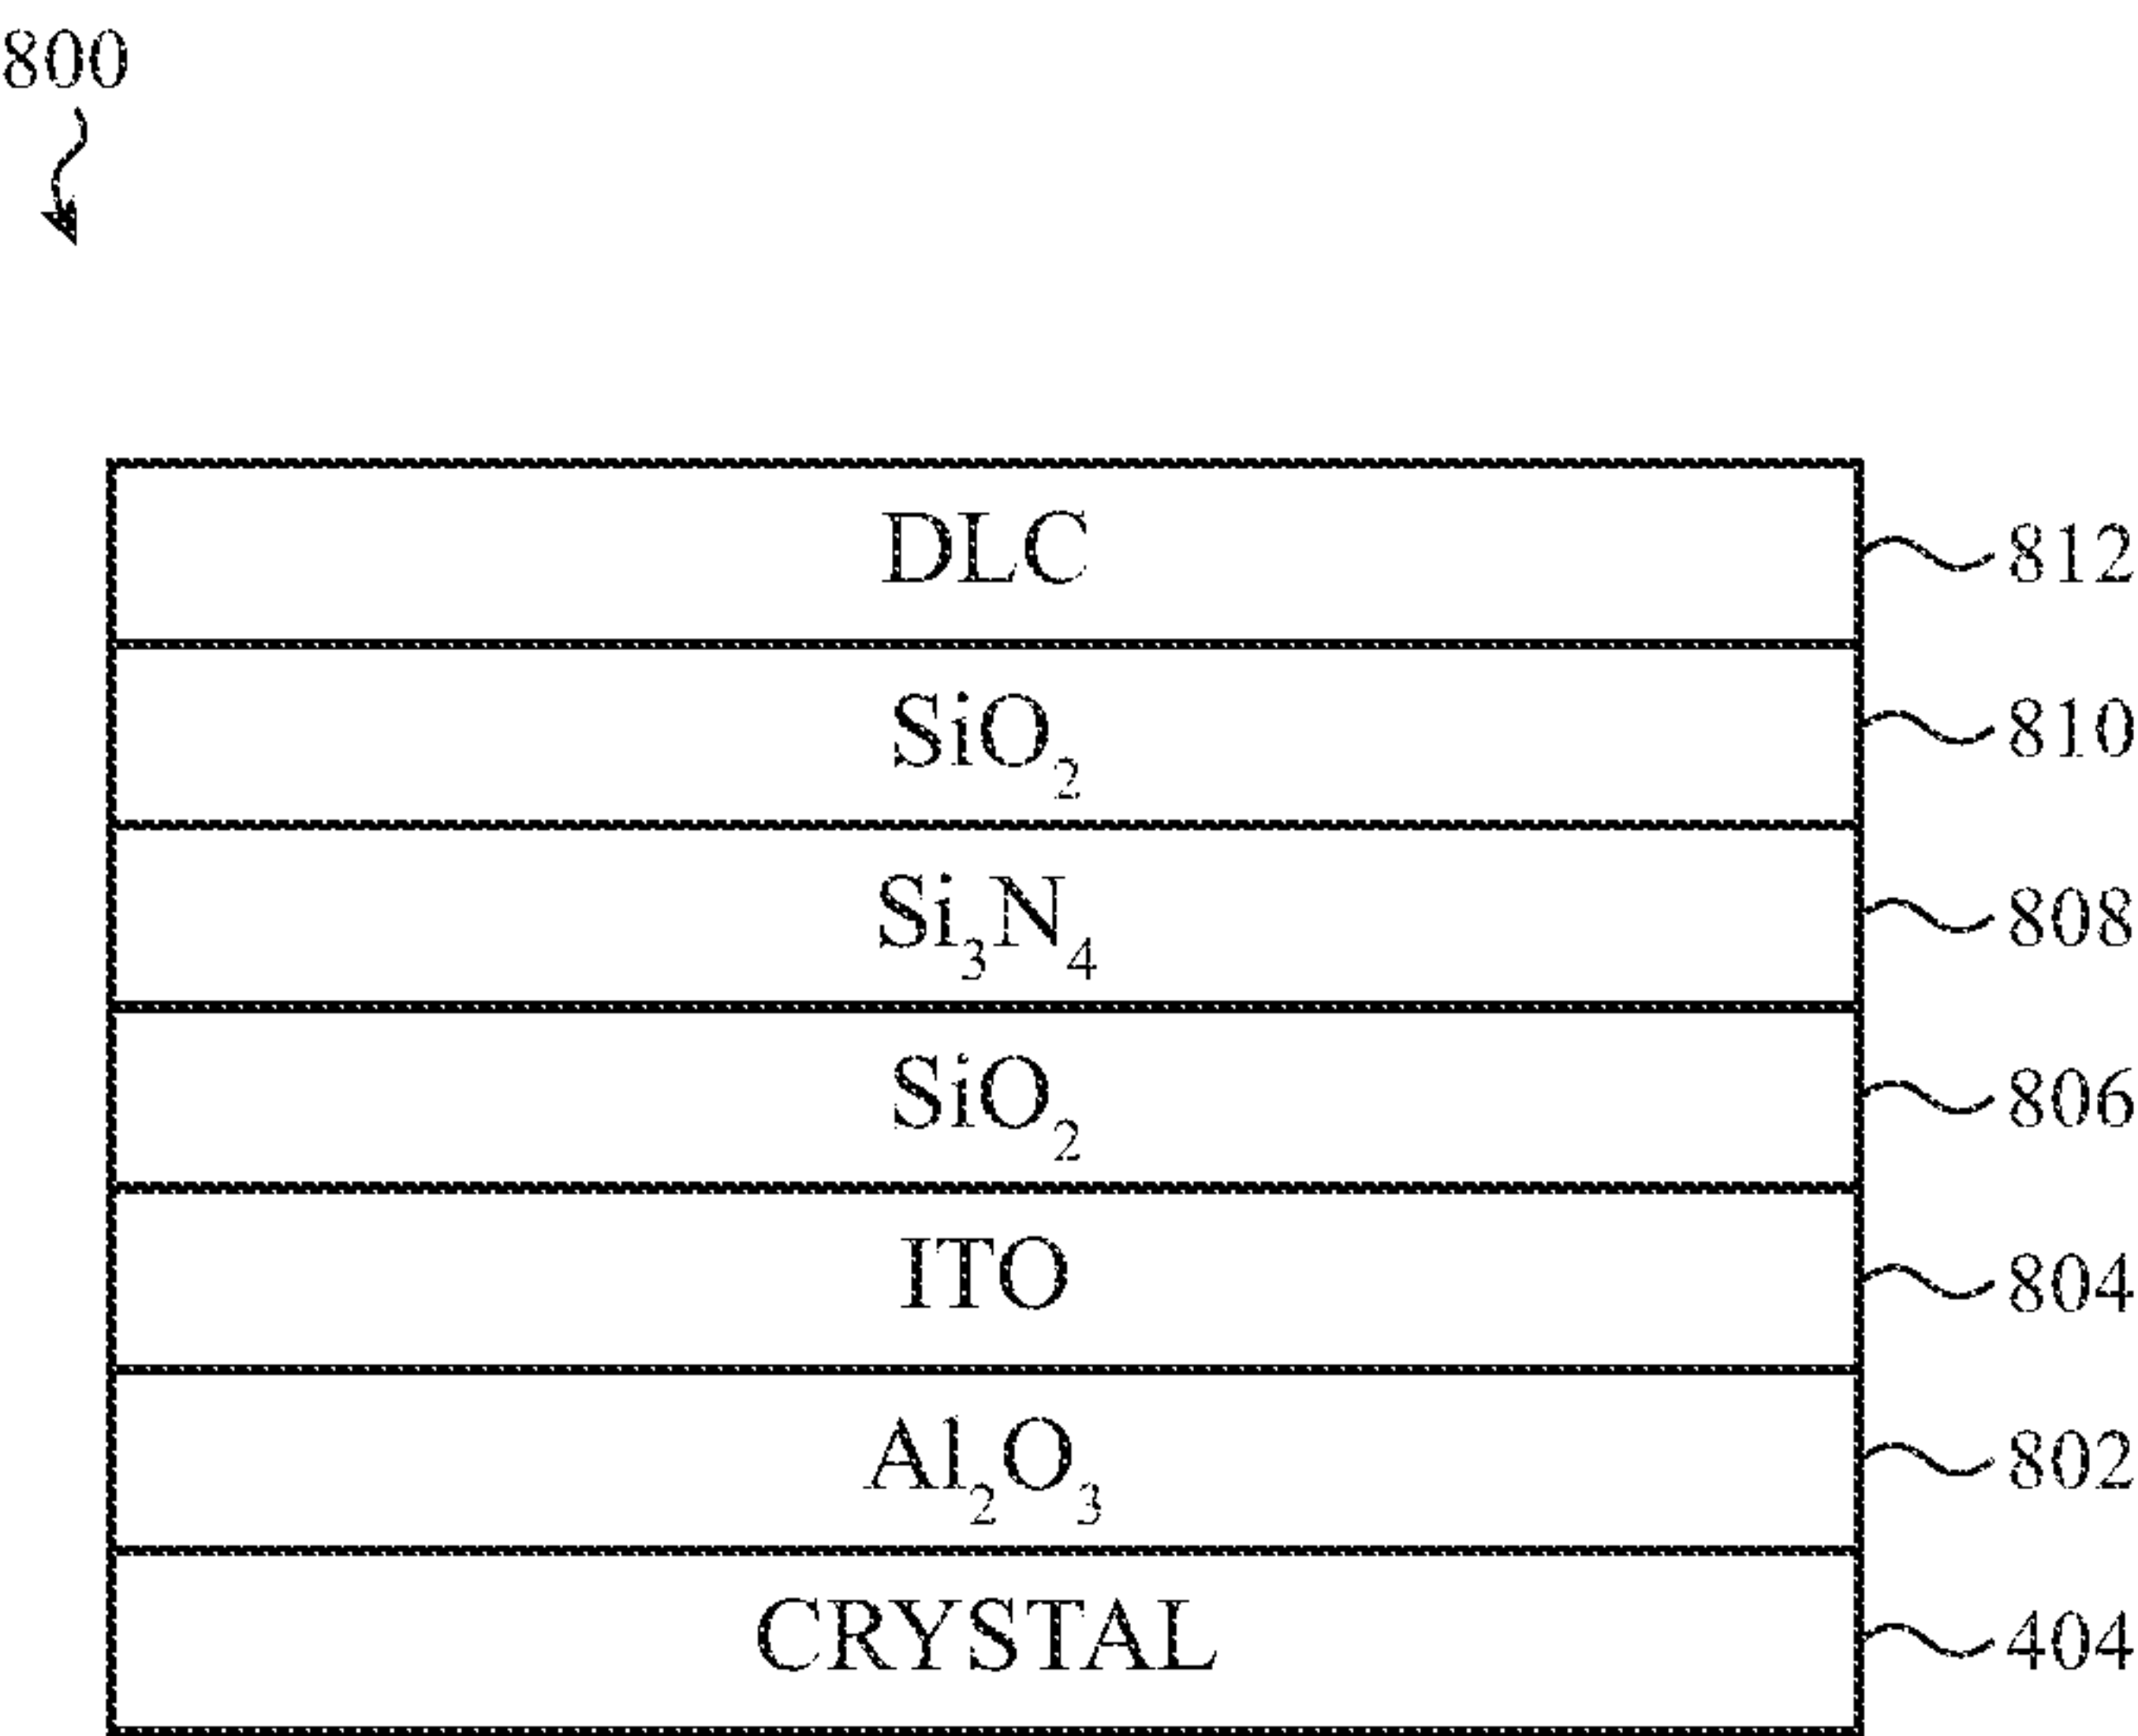 800
DLC 812
SiO₂ 810
Si₃N₄ 808
SiO₂ 806
ITO 804
Al₂O₃ 802
CRYSTAL 404